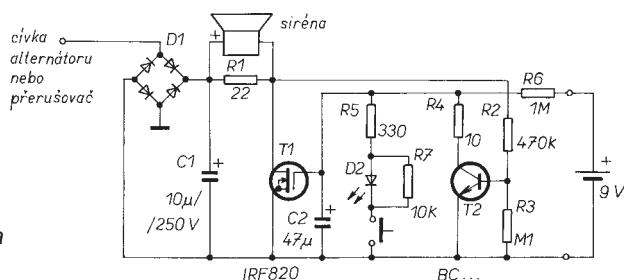 D1
siréna
+
cívka
alternátoru
nebo
přerušovač
R1
22
R6
1M
R5
330
R4
10
R2
470k
C1
+
10µ/
/250 V
T1
D2
R7
10k
T2
R3
M1
+
9 V
C2
+
47µ
IRF820
BC...
a